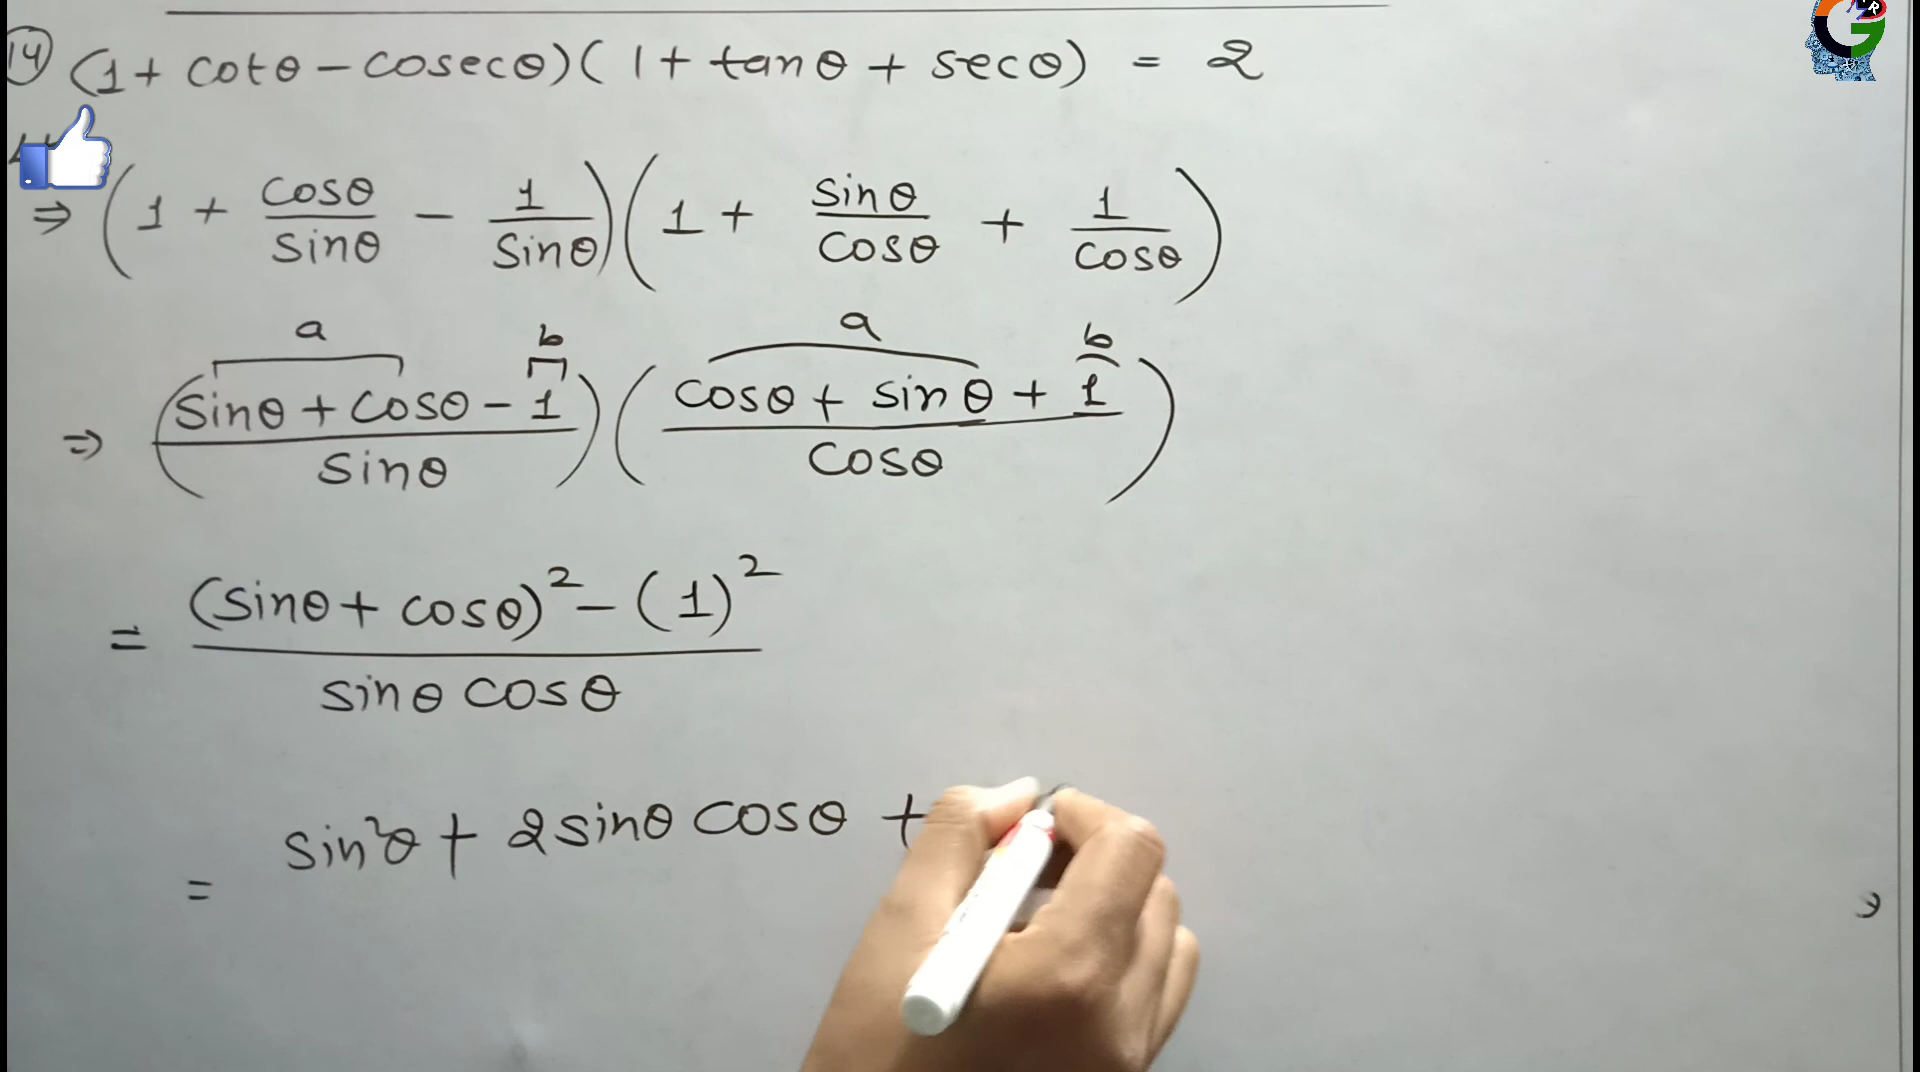 14 (1 + cotθ - cosecθ)(1 + tanθ + secθ) = 2
⇒ (1 + cosθ/sinθ - 1/sinθ)(1 + sinθ/cosθ + 1/cosθ)
a b a b
⇒ ((sinθ + cosθ - 1)/sinθ)((cosθ + sinθ + 1)/cosθ)
= ((sinθ + cosθ)² - (1)²)/(sinθ cosθ)
= sin²θ + 2sinθ cosθ +